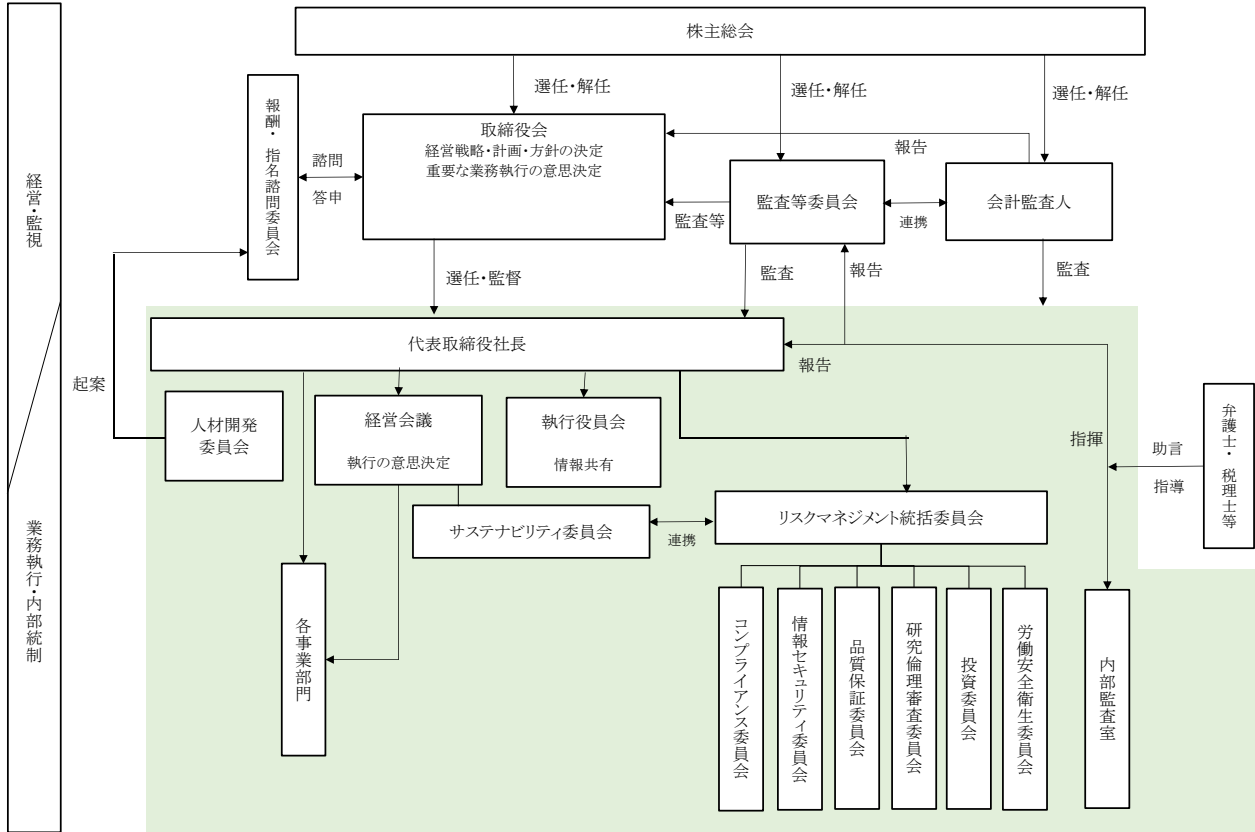 株主総会
選任・解任
選任・解任
選任・解任
報酬・指名諮問委員会
諮問
答申
取締役会
経営戦略・計画・方針の決定
重要な業務執行の意思決定
報告
監査等委員会
監査等
連携
会計監査人
経営・監視
選任・監督
監査
報告
監査
代表取締役社長
報告
起案
人材開発
委員会
経営会議
執行の意思決定
執行役員会
情報共有
指揮
助言
指導
弁護士・税理士等
サステナビリティ委員会
連携
リスクマネジメント統括委員会
業務執行・内部統制
各事業部門
コンプライアンス委員会
情報セキュリティ委員会
品質保証委員会
研究倫理審査委員会
投資委員会
労働安全衛生委員会
内部監査室